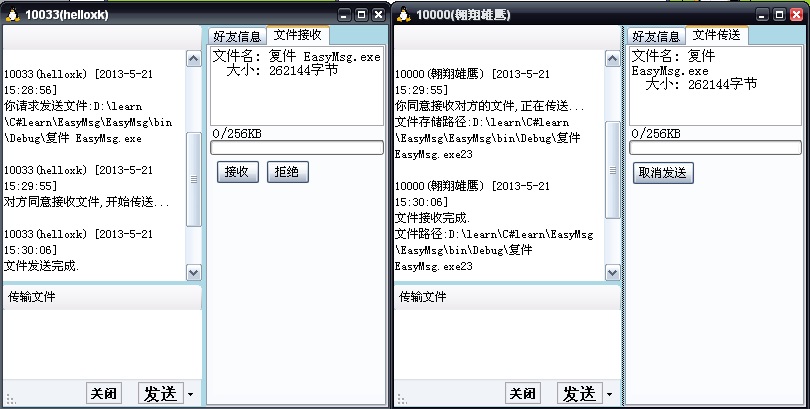 10033(helloxk)
10033(helloxk) [2013-5-21
15:28:56]
你请求发送文件:D:\learn
\C#learn\EasyMsg\EasyMsg\bin
\Debug\复件 EasyMsg.exe
10033(helloxk) [2013-5-21
15:29:55]
对方同意接收文件,开始传送...
10033(helloxk) [2013-5-21
15:30:06]
文件发送完成.
传输文件
关闭
发送
好友信息
文件接收
文件名: 复件 EasyMsg.exe
大小: 262144字节
0/256KB
接收
拒绝
10000(翱翔雄鹰)
10000(翱翔雄鹰) [2013-5-21
15:29:55]
你同意接收对方的文件,正在传送...
文件存储路径:D:\learn\C#learn
\EasyMsg\EasyMsg\bin\Debug\复件
EasyMsg.exe23
10000(翱翔雄鹰) [2013-5-21
15:30:06]
文件接收完成.
文件路径:D:\learn\C#learn\EasyMsg
\EasyMsg\bin\Debug\复件
EasyMsg.exe23
传输文件
关闭
发送
好友信息
文件传送
文件名: 复件
EasyMsg.exe
大小: 262144字节
0/256KB
取消发送